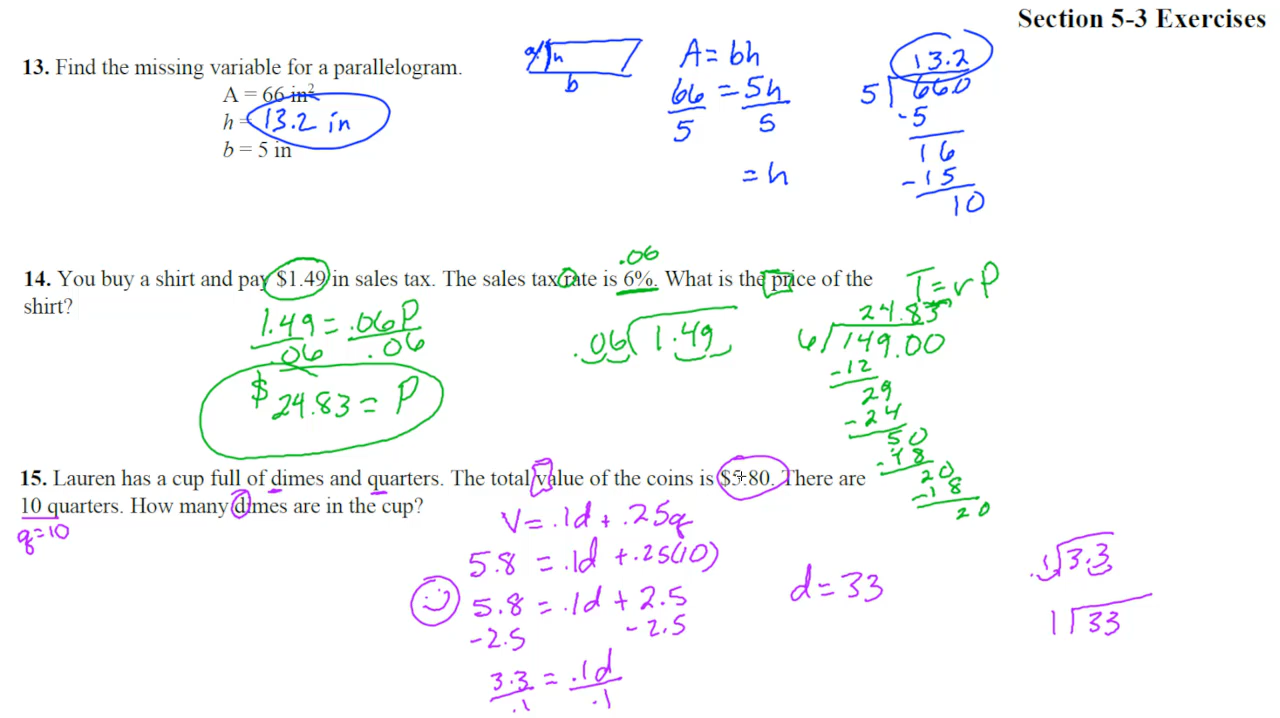 Section 5-3 Exercises
13. Find the missing variable for a parallelogram.
A = 66 in²
h = 13.2 in
b = 5 in
h
b
A = bh
66 = 5h
5 5
= h
13.2
5 660
-5
16
-15
10
.06
14. You buy a shirt and pay $1.49 in sales tax. The sales tax rate is 6%. What is the price of the
shirt?
T = rP
1.49 = .06P
.06 .06
$24.83 = P
.06 1.49
24.83
6 149.00
-12
29
-24
50
-48
20
-18
20
15. Lauren has a cup full of dimes and quarters. The total value of the coins is $5.80. There are
10 quarters. How many dimes are in the cup?
q=10
V = .1d + .25q
5.8 = .1d + .25(10)
5.8 = .1d + 2.5
-2.5 -2.5
3.3 = .1d
.1 .1
d = 33
.1 3.3
1 33